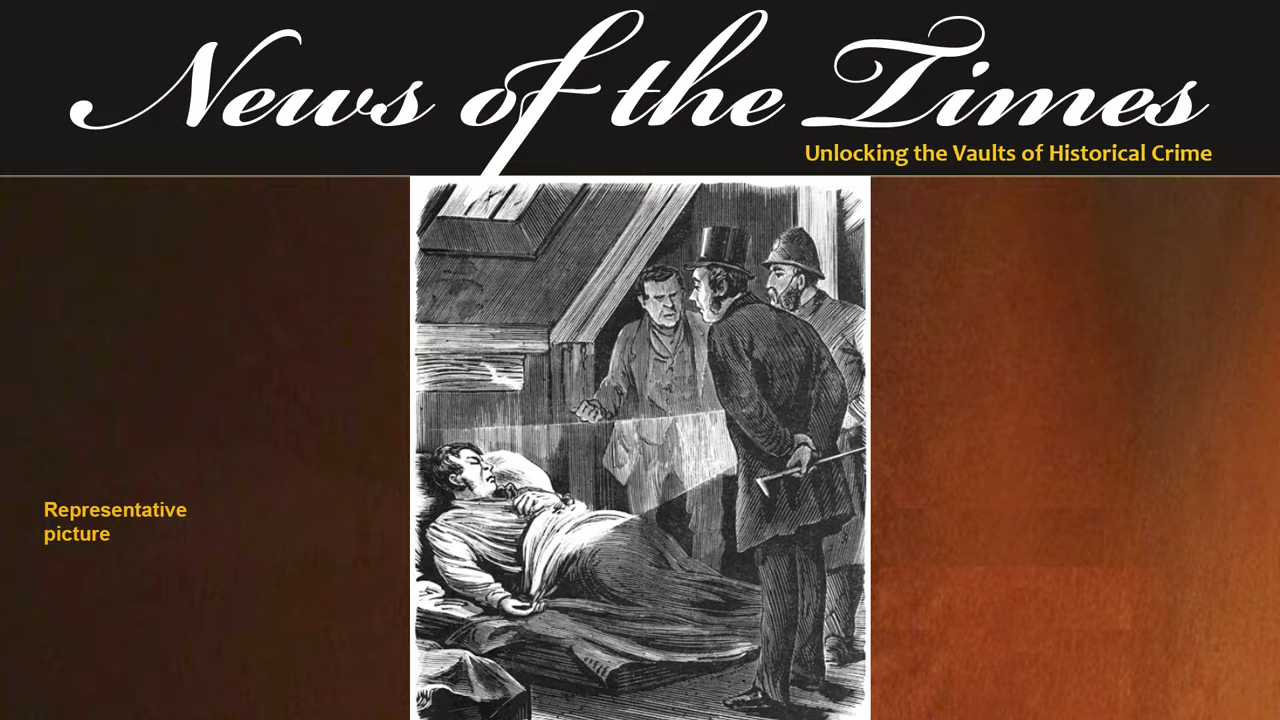 News of the Times
Unlocking the Vaults of Historical Crime
Representative
picture